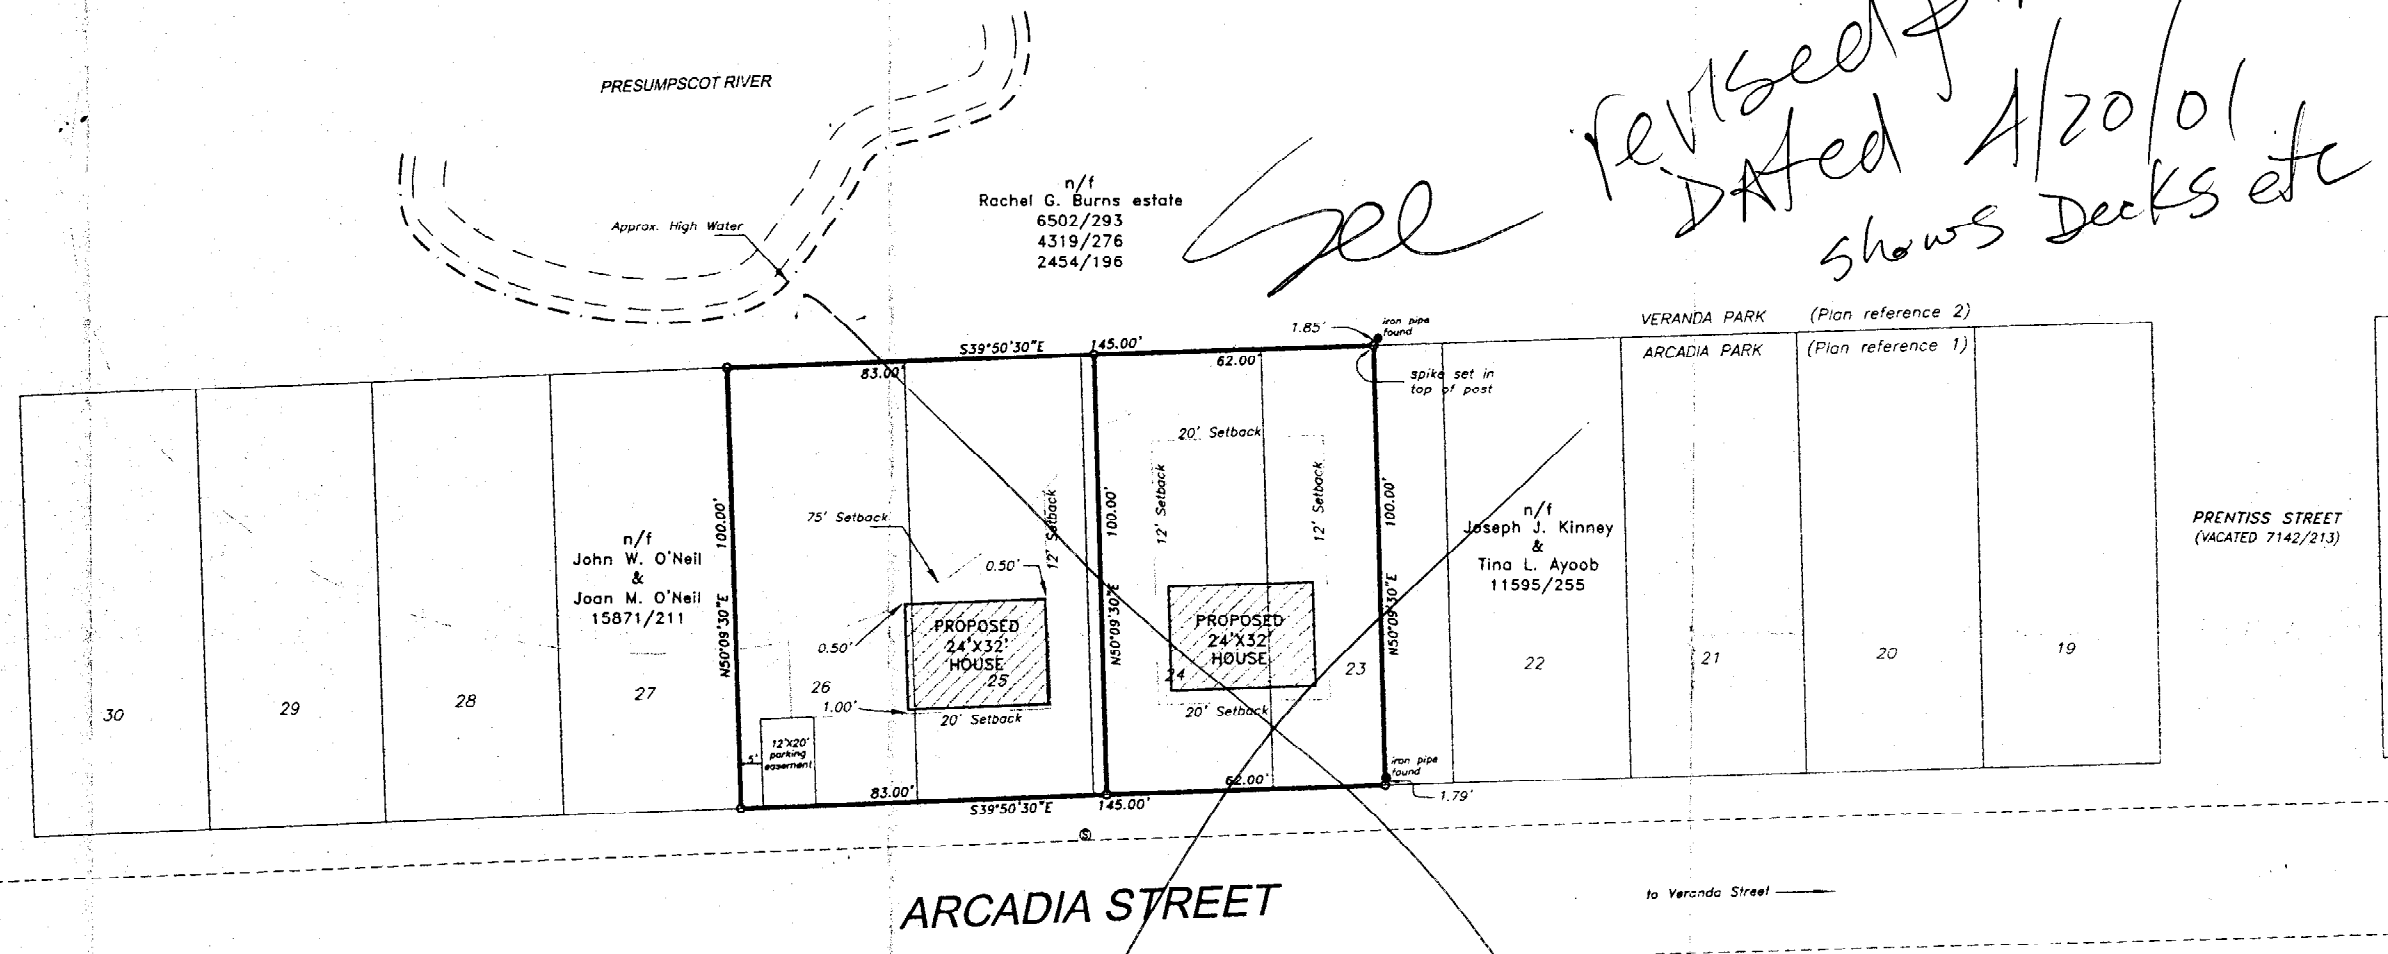 PRESUMPSCOT RIVER
Approx. High Water
n/f
Rachel G. Burns estate
6502/293
4319/276
2454/196
See
revised
DATed 4/20/01
shows Decks etc
VERANDA PARK (Plan reference 2)
ARCADIA PARK (Plan reference 1)
1.85'
iron pipe
found
spike set in
top of post
S39°50'30"E
145.00'
83.00'
62.00'
20' Setback
12' Setback
12' Setback
12' Setback
75' Setback
100.00'
N50°09'30"E
100.00'
N50°09'30"E
100.00'
N50°09'30"E
n/f
John W. O'Neil
&
Joan M. O'Neil
15871/211
n/f
Joseph J. Kinney
&
Tina L. Ayoob
11595/255
PRENTISS STREET
(VACATED 7142/213)
0.50'
0.50'
1.00'
PROPOSED
24'X32'
HOUSE
PROPOSED
24'X32'
HOUSE
20' Setback
20' Setback
30
29
28
27
26
25
24
23
22
21
20
19
12'X20'
parking
easement
5'
83.00'
S39°50'30"E
145.00'
62.00'
iron pipe
found
1.79'
S
ARCADIA STREET
to Veranda Street